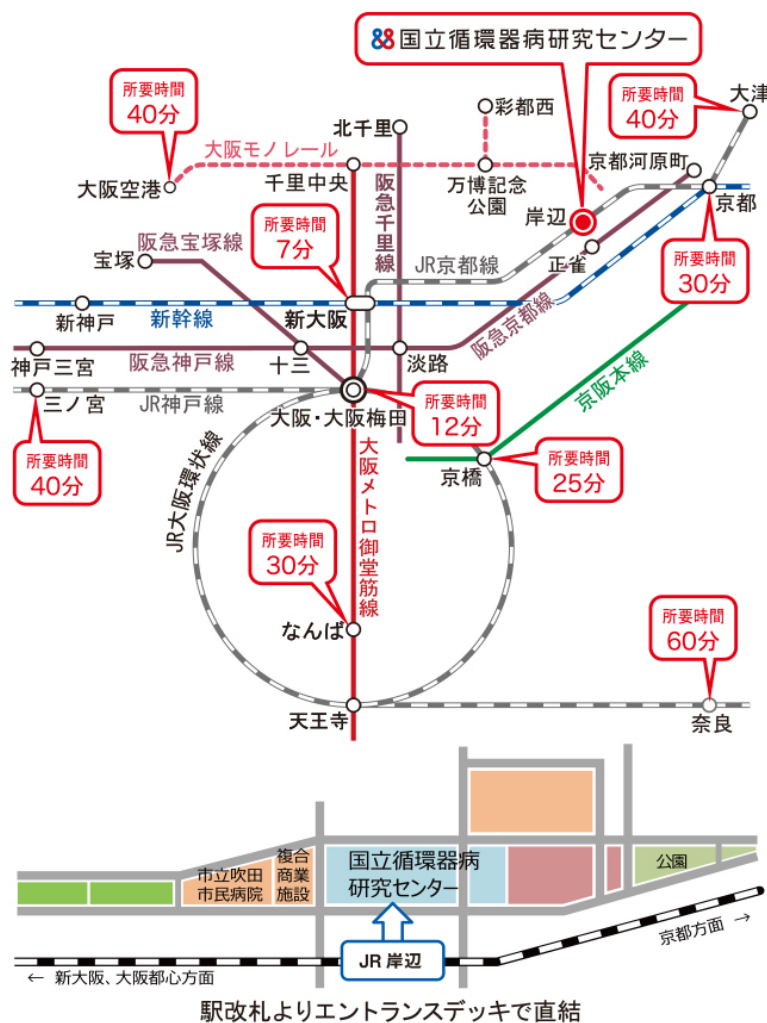 国立循環器病研究センター
所要時間
40分
彩都西
所要時間
40分
大津
北千里
大阪モノレール
京都河原町
大阪空港
千里中央
阪急千里線
万博記念
公園
京都
岸辺
所要時間
7分
阪急宝塚線
宝塚
JR京都線
正雀
所要時間
30分
新神戸
新幹線
新大阪
阪急京都線
神戸三宮
阪急神戸線
十三
淡路
京阪本線
三ノ宮
JR神戸線
大阪・大阪梅田
所要時間
12分
所要時間
40分
JR大阪環状線
大阪メトロ御堂筋線
京橋
所要時間
25分
所要時間
30分
なんば
所要時間
60分
天王寺
奈良
市立吹田
市民病院
複合
商業
施設
国立循環器病
研究センター
公園
JR 岸辺
京都方面 →
← 新大阪、大阪都心方面
駅改札よりエントランスデッキで直結